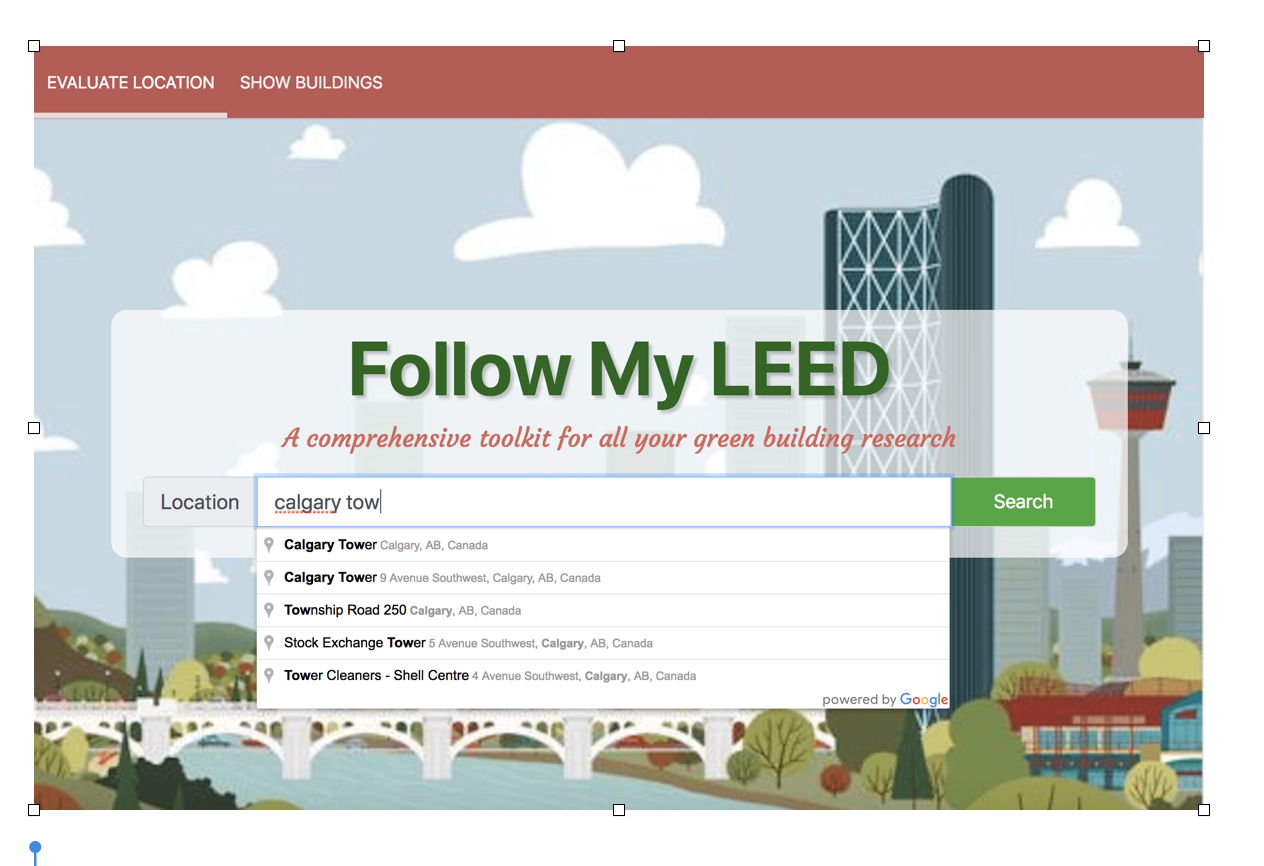 EVALUATE LOCATION SHOW BUILDINGS
Follow My LEED
A comprehensive toolkit for all your green building research
Location calgary tow Search
Calgary Tower Calgary, AB, Canada
Calgary Tower 9 Avenue Southwest, Calgary, AB, Canada
Township Road 250 Calgary, AB, Canada
Stock Exchange Tower 5 Avenue Southwest, Calgary, AB, Canada
Tower Cleaners - Shell Centre 4 Avenue Southwest, Calgary, AB, Canada
powered by Google